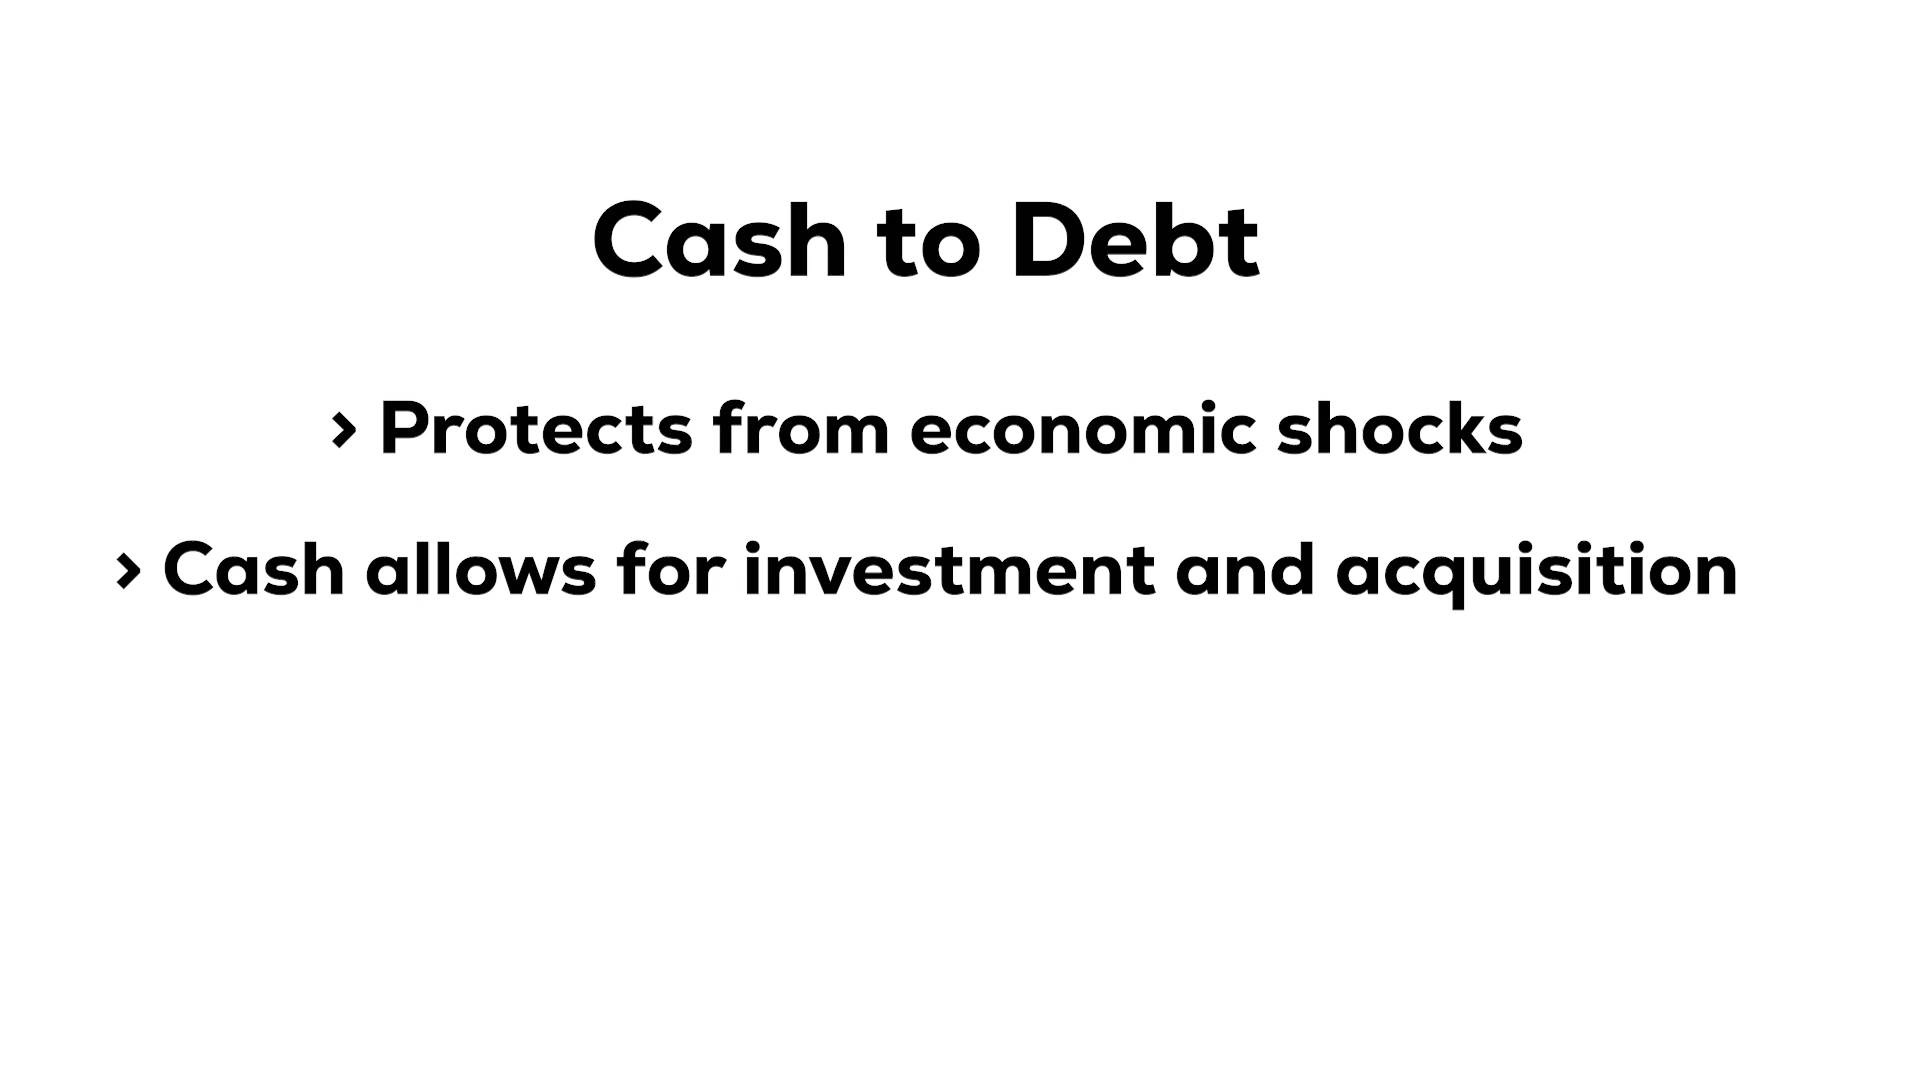 Cash to Debt
> Protects from economic shocks
> Cash allows for investment and acquisition